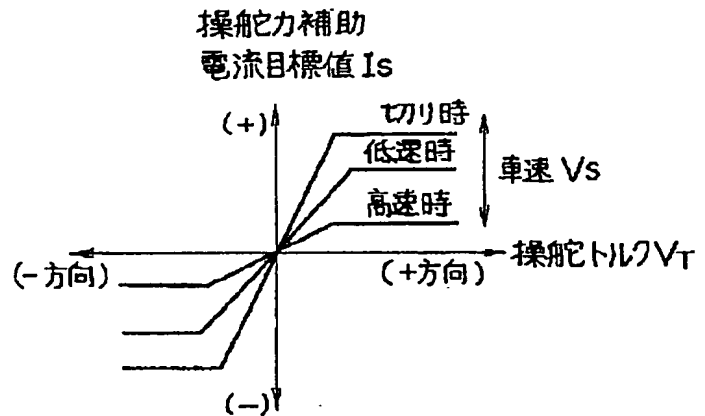 操舵力補助
電流目標値 Is
(+)
切り時
低速時
高速時
車速 Vs
(-方向)
(+方向)
操舵トルク VT
(-)